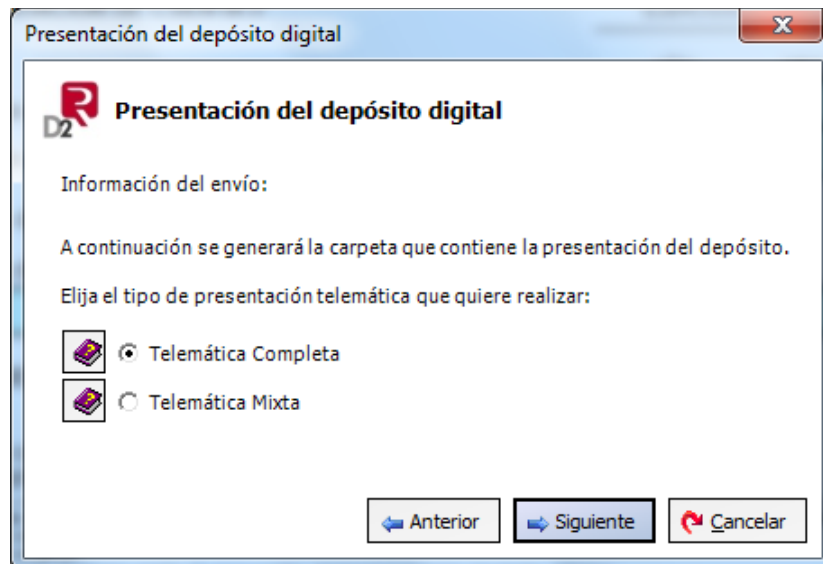 Presentación del depósito digital
X
R
D2
Presentación del depósito digital
Información del envío:
A continuación se generará la carpeta que contiene la presentación del depósito.
Elija el tipo de presentación telemática que quiere realizar:
? Telemática Completa
? Telemática Mixta
Anterior Siguiente Cancelar